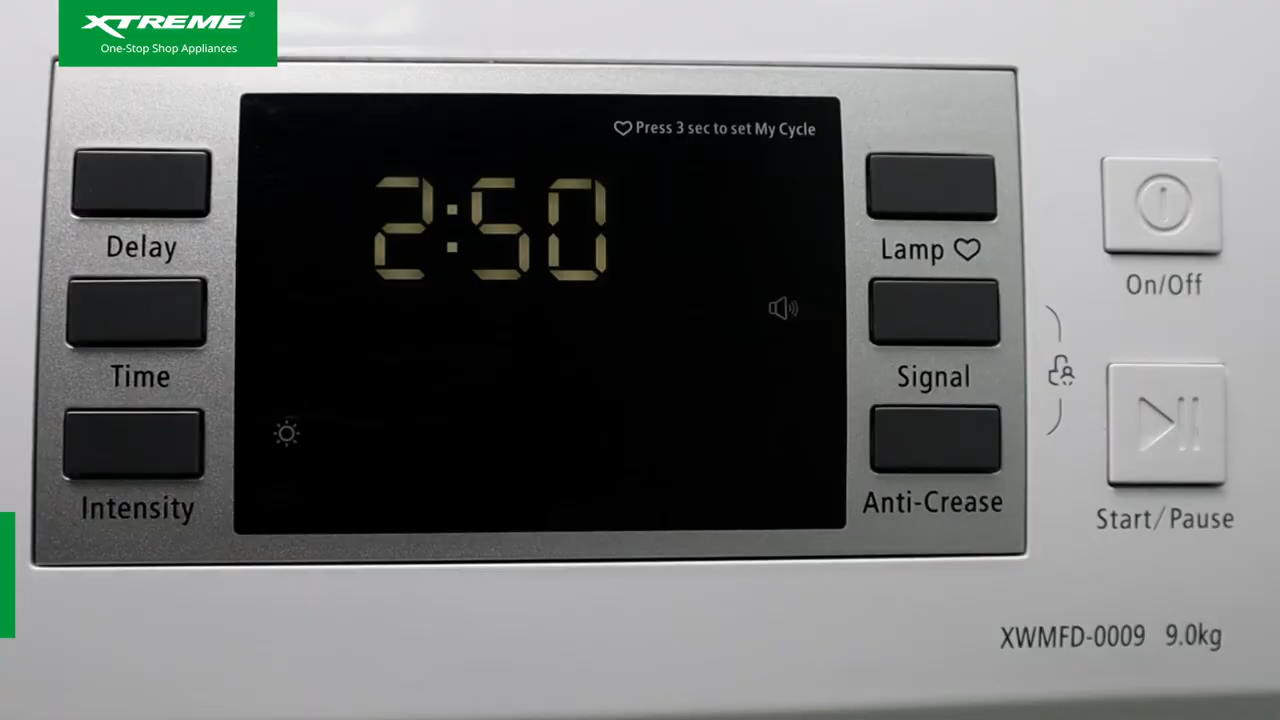 XTREME®
One-Stop Shop Appliances
♡ Press 3 sec to set My Cycle
2:50
Delay
Time
Intensity
Lamp ♡
Signal
Anti-Crease
On/Off
Start/Pause
XWMFD-0009 9.0kg